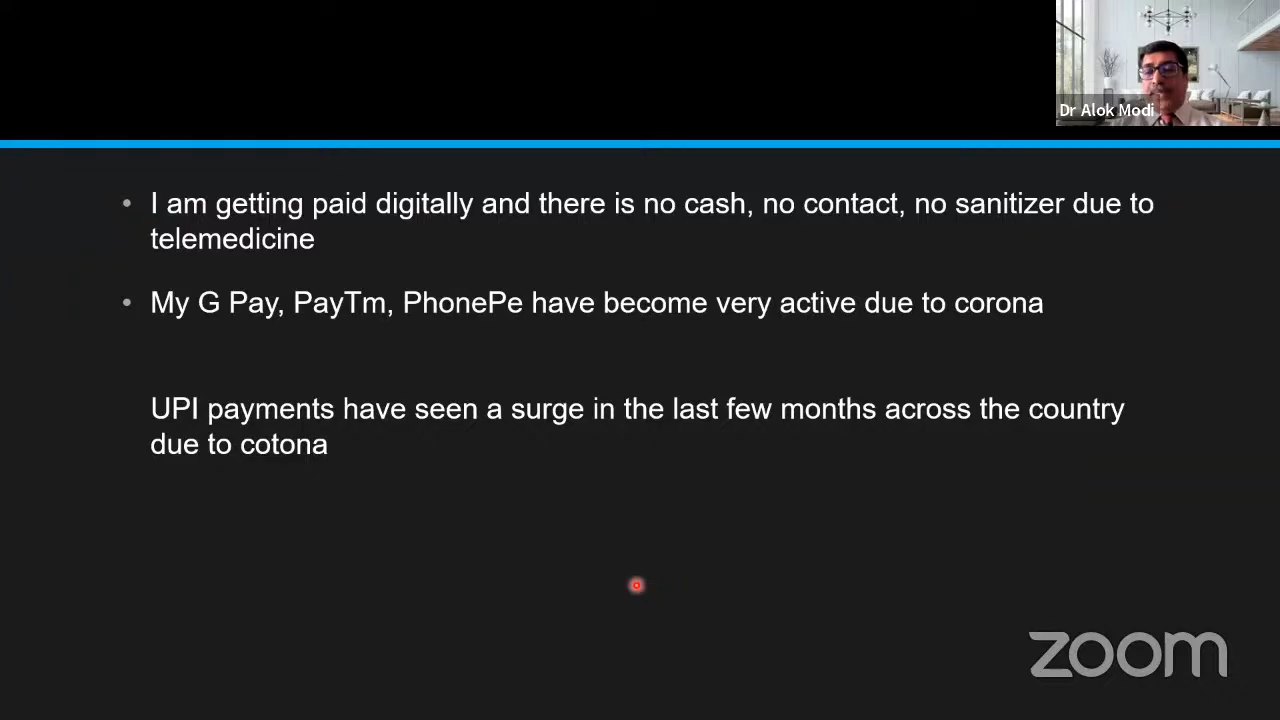 Dr Alok Modi
• I am getting paid digitally and there is no cash, no contact, no sanitizer due to
telemedicine
• My G Pay, PayTm, PhonePe have become very active due to corona
UPI payments have seen a surge in the last few months across the country
due to cotona
zoom